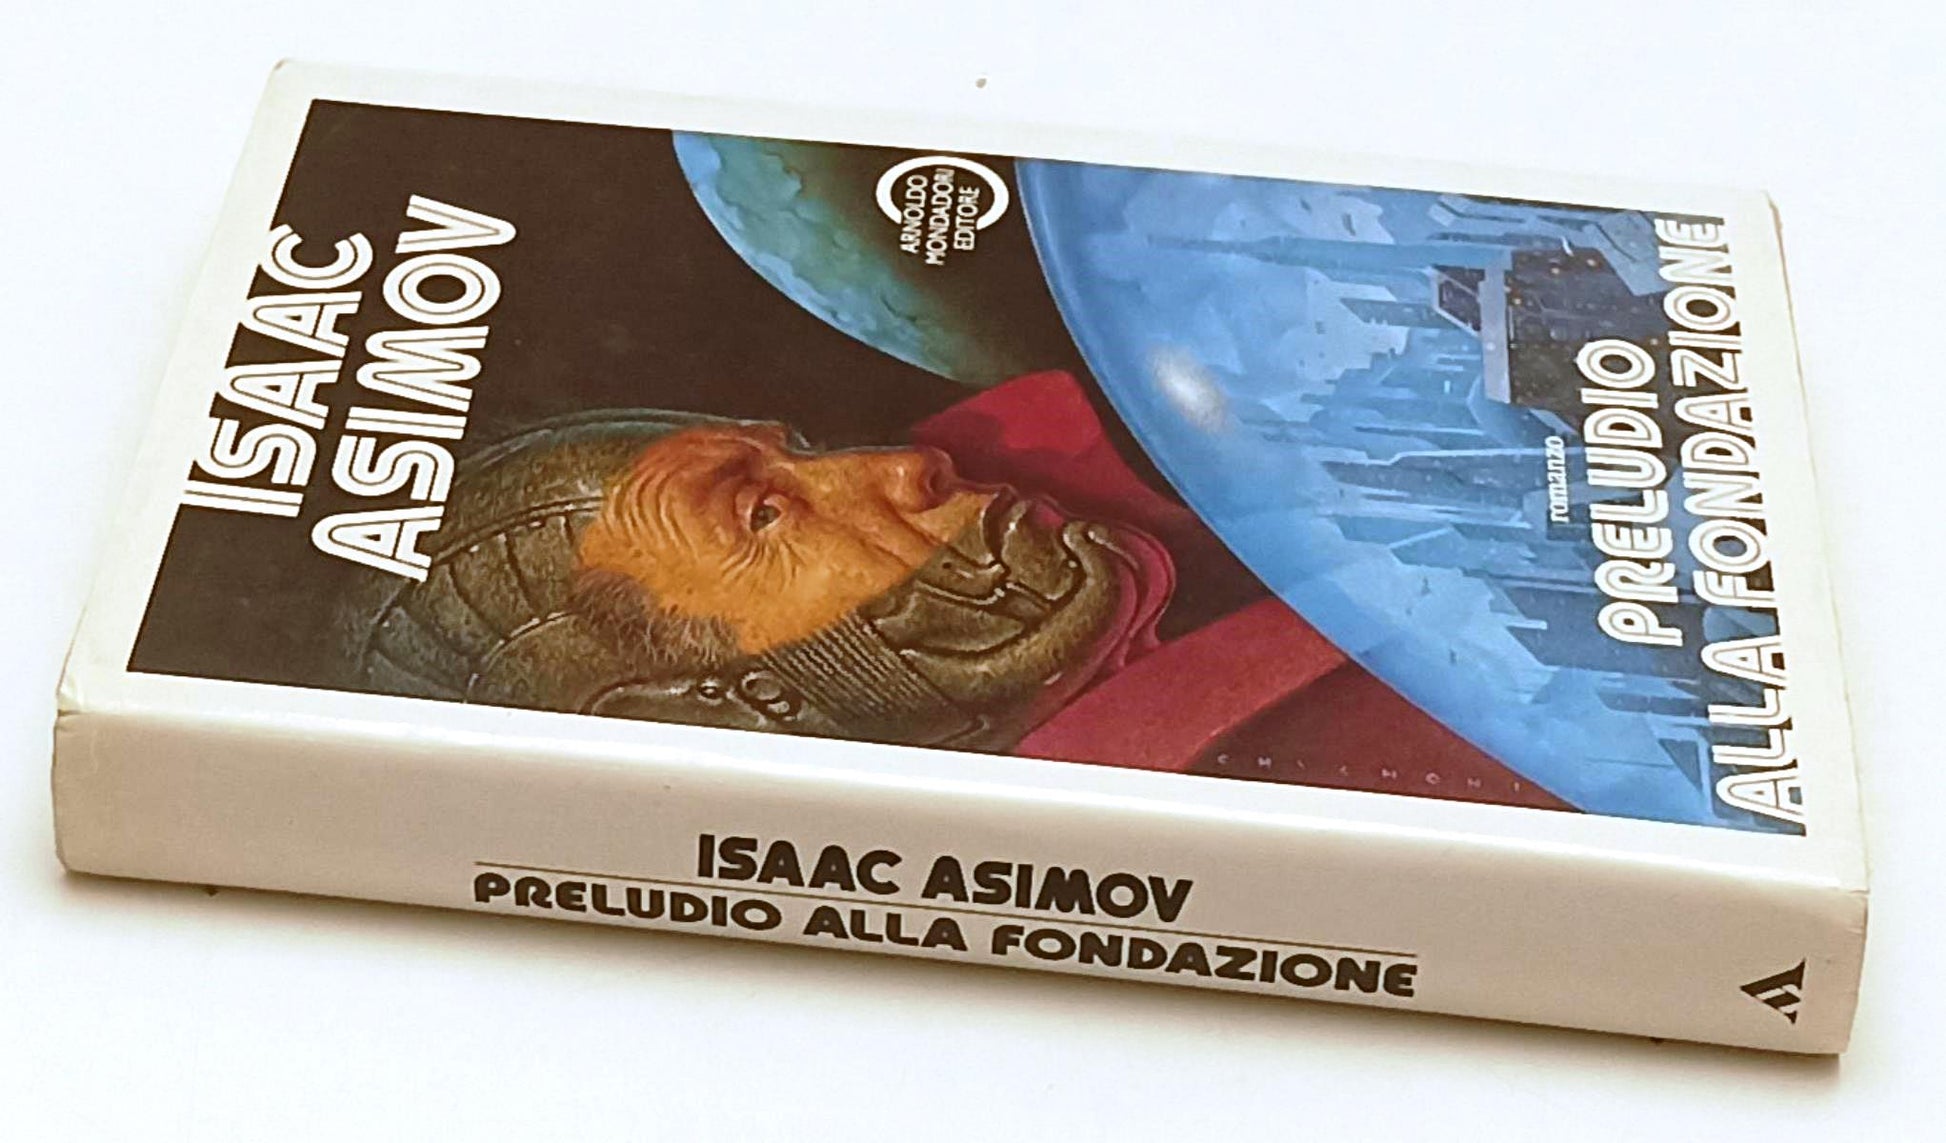 ISAAC
ASIMOV
ARNOLDO
MONDADORI
EDITORE
romanzo
PRELUDIO
ALLA FONDAZIONE
ISAAC ASIMOV
PRELUDIO ALLA FONDAZIONE